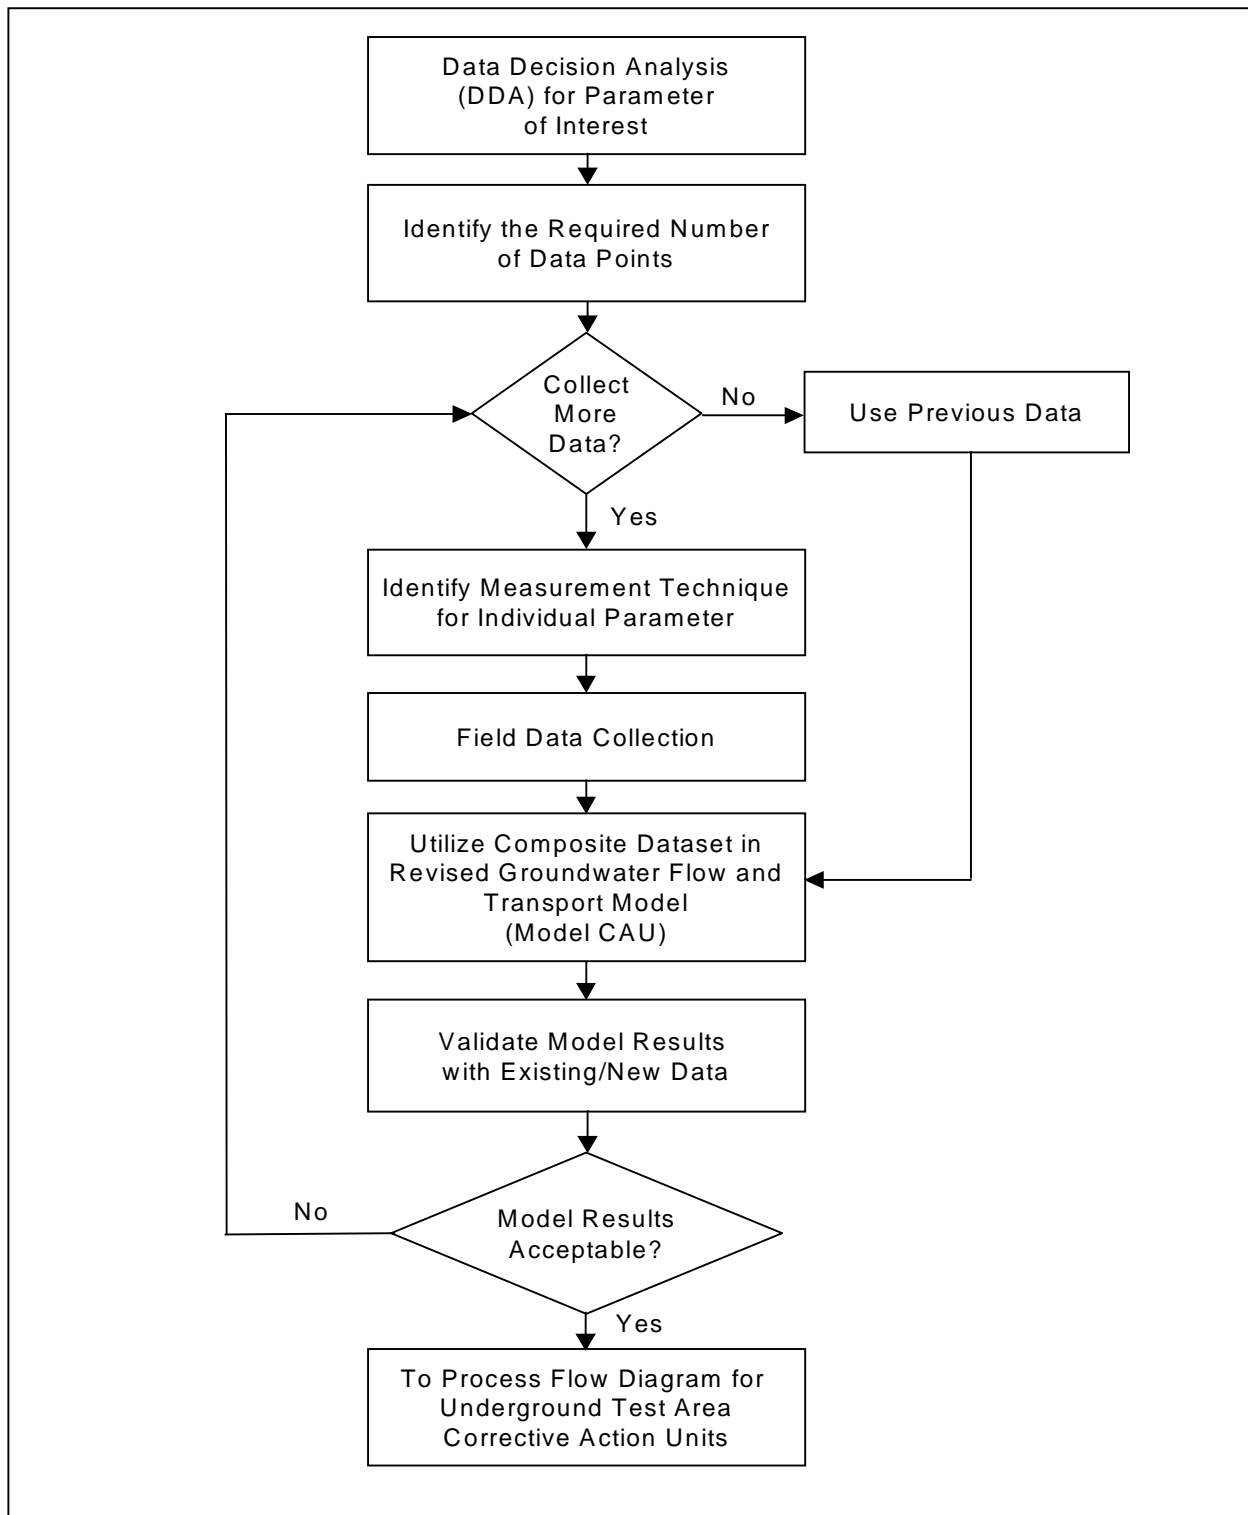 Data Decision Analysis
(DDA) for Parameter
of Interest
Identify the Required Number
of Data Points
Collect
More
Data?
No
Use Previous Data
Yes
Identify Measurement Technique
for Individual Parameter
Field Data Collection
Utilize Composite Dataset in
Revised Groundwater Flow and
Transport Model
(Model CAU)
Validate Model Results
with Existing/New Data
No
Model Results
Acceptable?
Yes
To Process Flow Diagram for
Underground Test Area
Corrective Action Units